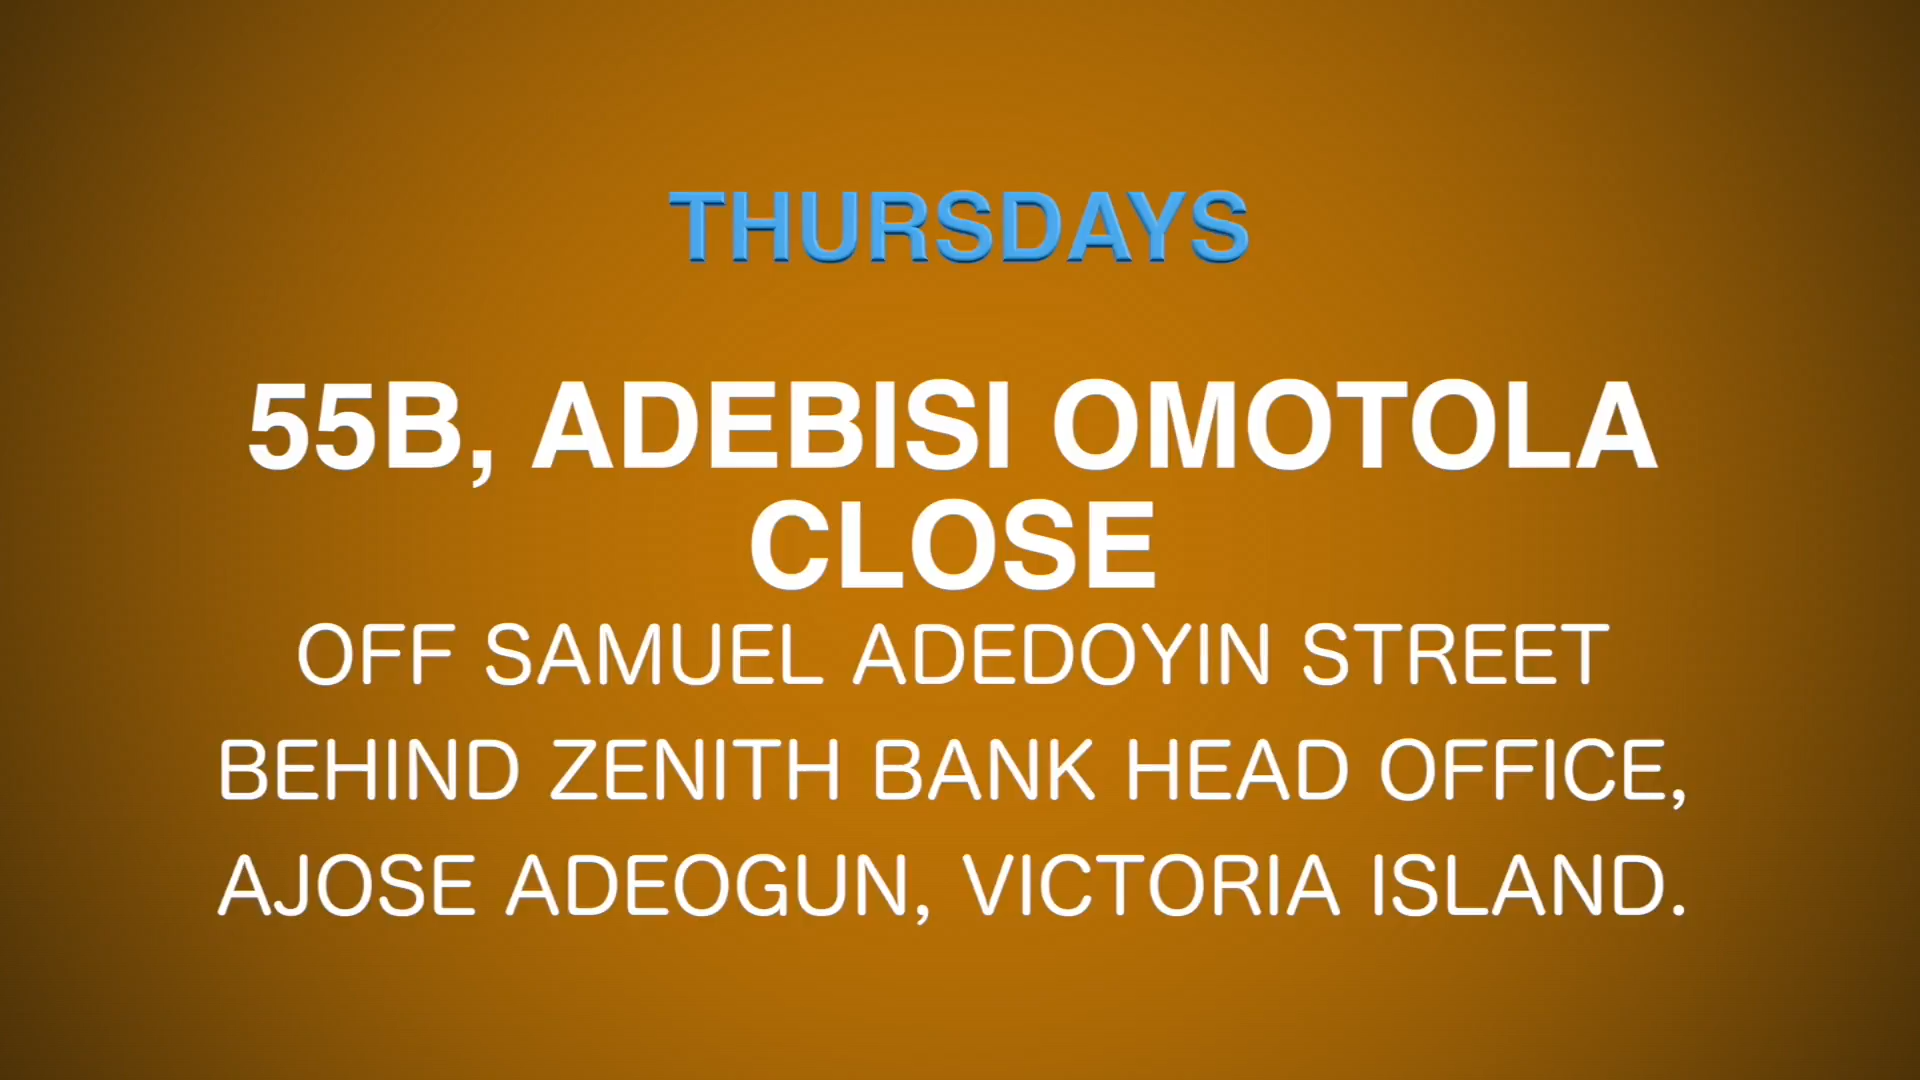 THURSDAYS
55B, ADEBISI OMOTOLA
CLOSE
OFF SAMUEL ADEDOYIN STREET
BEHIND ZENITH BANK HEAD OFFICE,
AJOSE ADEOGUN, VICTORIA ISLAND.